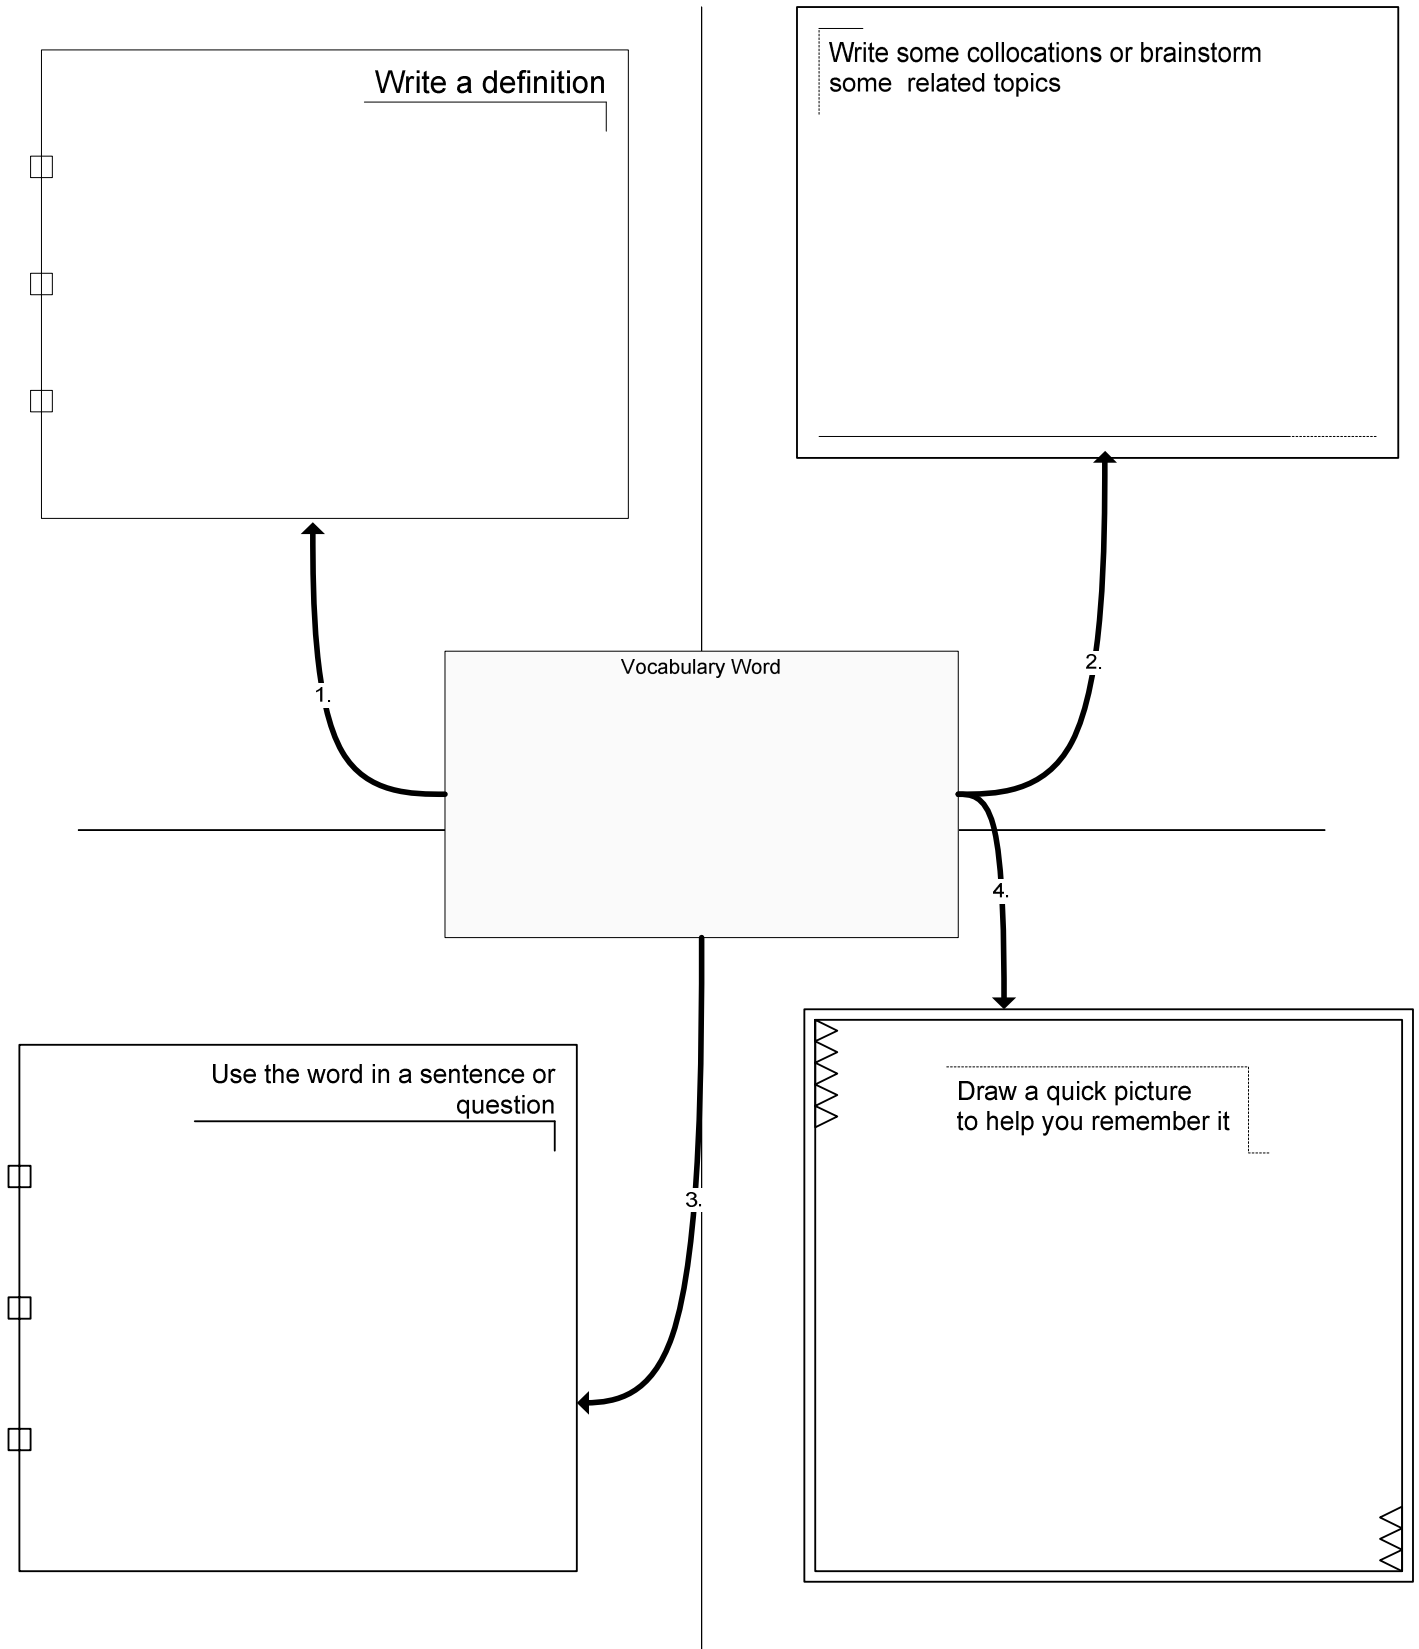 Write a definition
Write some collocations or brainstorm
some  related topics
Vocabulary Word
1.
2.
3.
4.
Use the word in a sentence or
question
Draw a quick picture
to help you remember it